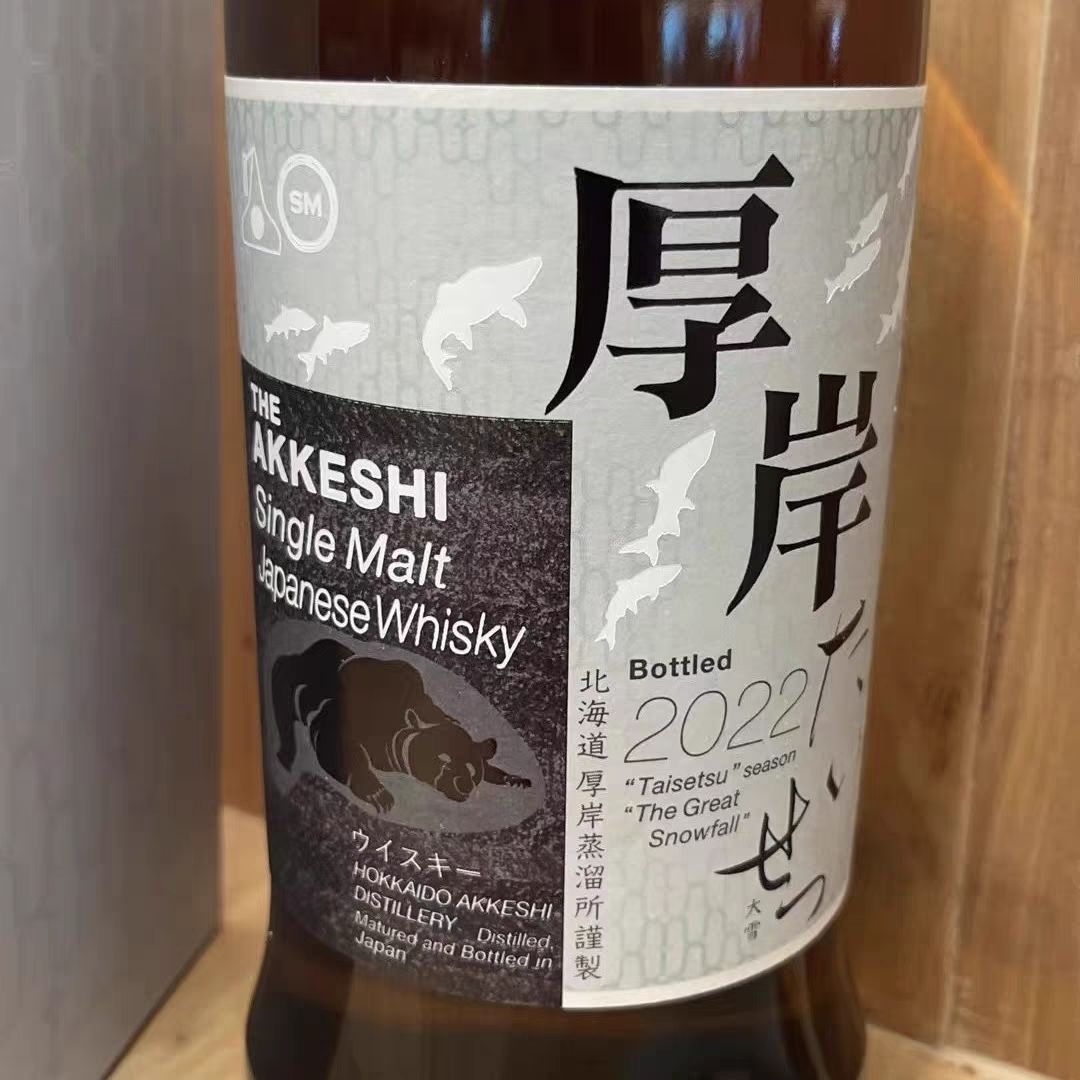 SM
厚岸
THE
AKKESHI
Single Malt
Japanese Whisky
ウイスキー
HOKKAIDO AKKESHI
DISTILLERY Distilled,
Matured and Bottled in
Japan
北海道 厚岸蒸溜所謹製
Bottled
2022
“Taisetsu” season
“The Great
Snowfall”
たいせつ
大雪